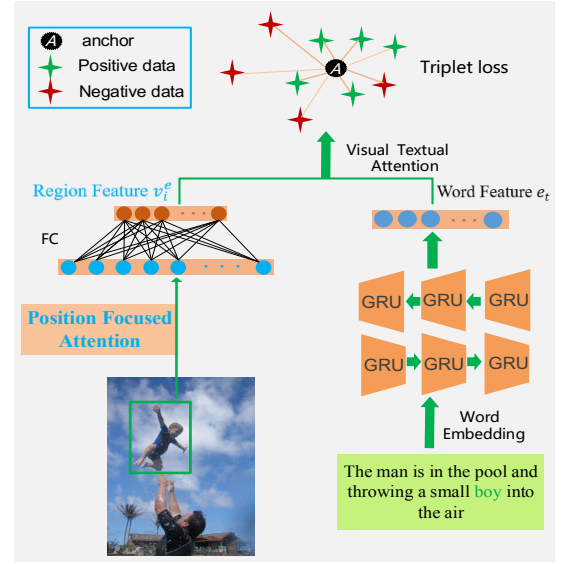 A anchor
Positive data
Negative data
A
Triplet loss
Visual Textual
Attention
Region Feature v_i^e
Word Feature e_t
FC
GRU GRU GRU
Position Focused
Attention
GRU GRU GRU
Word
Embedding
The man is in the pool and
throwing a small boy into
the air